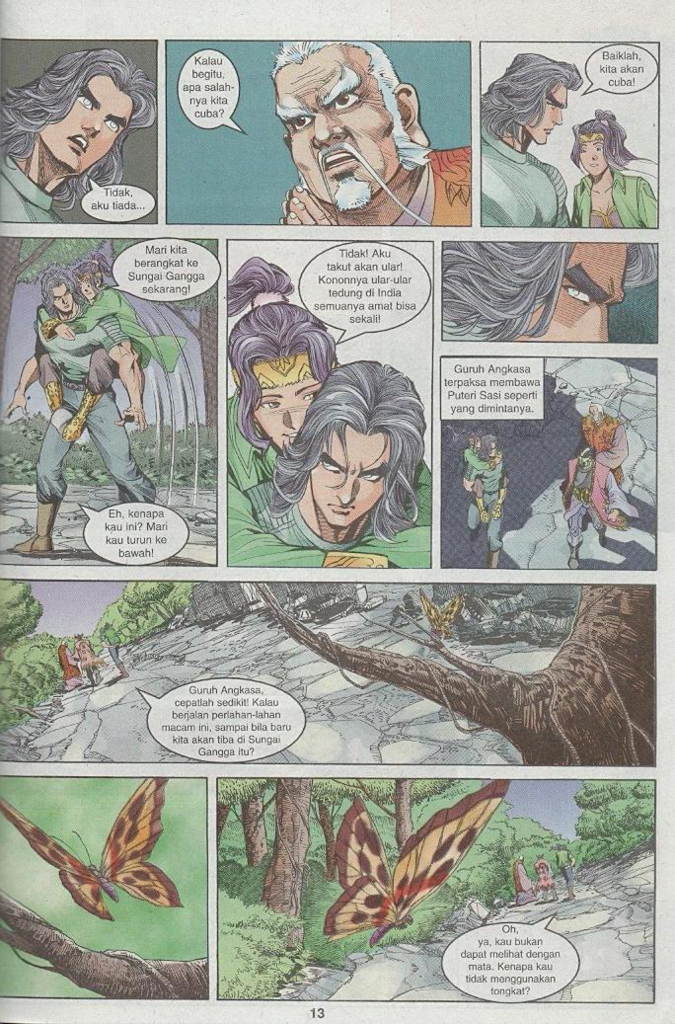 Tidak,
aku tiada...
Kalau
begitu,
apa salah-
nya kita
cuba?
Baiklah,
kita akan
cuba!
Mari kita
berangkat ke
Sungai Gangga
sekarang!
Eh, kenapa
kau ini? Mari
kau turun ke
bawah!
Tidak! Aku
takut akan ular!
Kononnya ular-ular
tedung di India
semuanya amat bisa
sekali!
Guruh Angkasa
terpaksa membawa
Puteri Sasi seperti
yang dimintanya.
Guruh Angkasa,
cepatlah sedikit! Kalau
berjalan perlahan-lahan
macam ini, sampai bila baru
kita akan tiba di Sungai
Gangga itu?
Oh,
ya, kau bukan
dapat melihat dengan
mata. Kenapa kau
tidak menggunakan
tongkat?
13